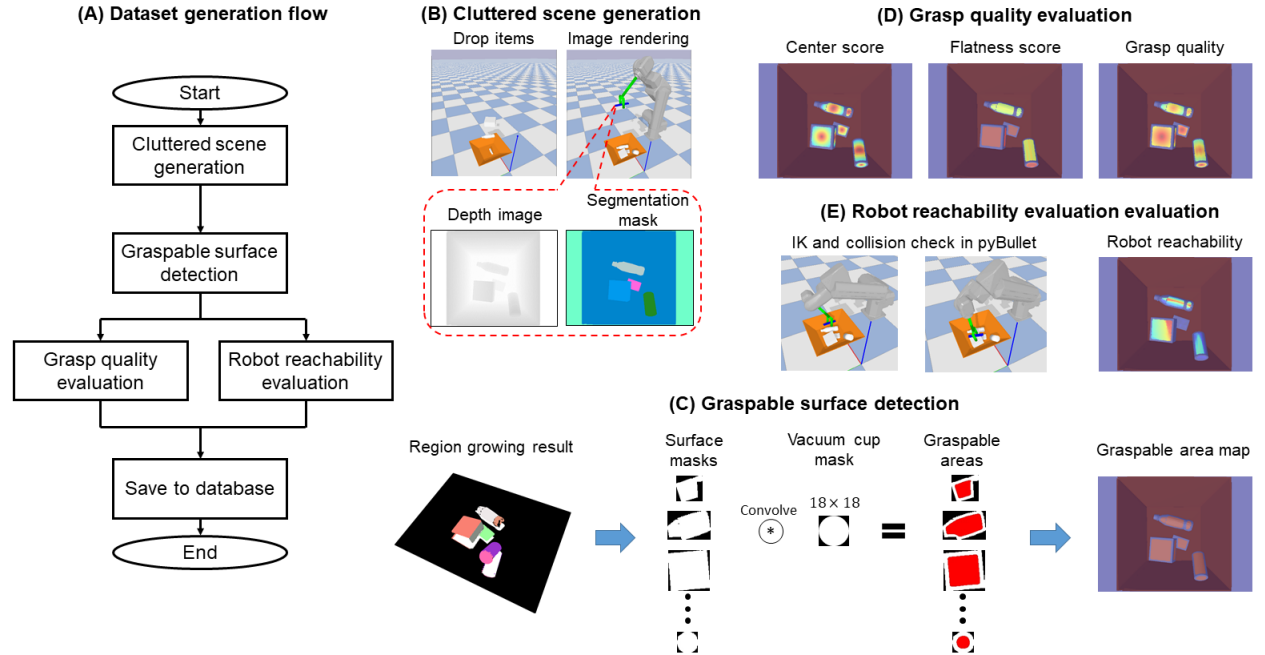 (A) Dataset generation flow
Start
Cluttered scene
generation
Graspable surface
detection
Grasp quality
evaluation
Robot reachability
evaluation
Save to database
End
(B) Cluttered scene generation
Drop items
Image rendering
Depth image
Segmentation
mask
(D) Grasp quality evaluation
Center score
Flatness score
Grasp quality
(E) Robot reachability evaluation evaluation
IK and collision check in pyBullet
Robot reachability
(C) Graspable surface detection
Region growing result
Surface
masks
Convolve
*
Vacuum cup
mask
18 × 18
=
Graspable
areas
Graspable area map